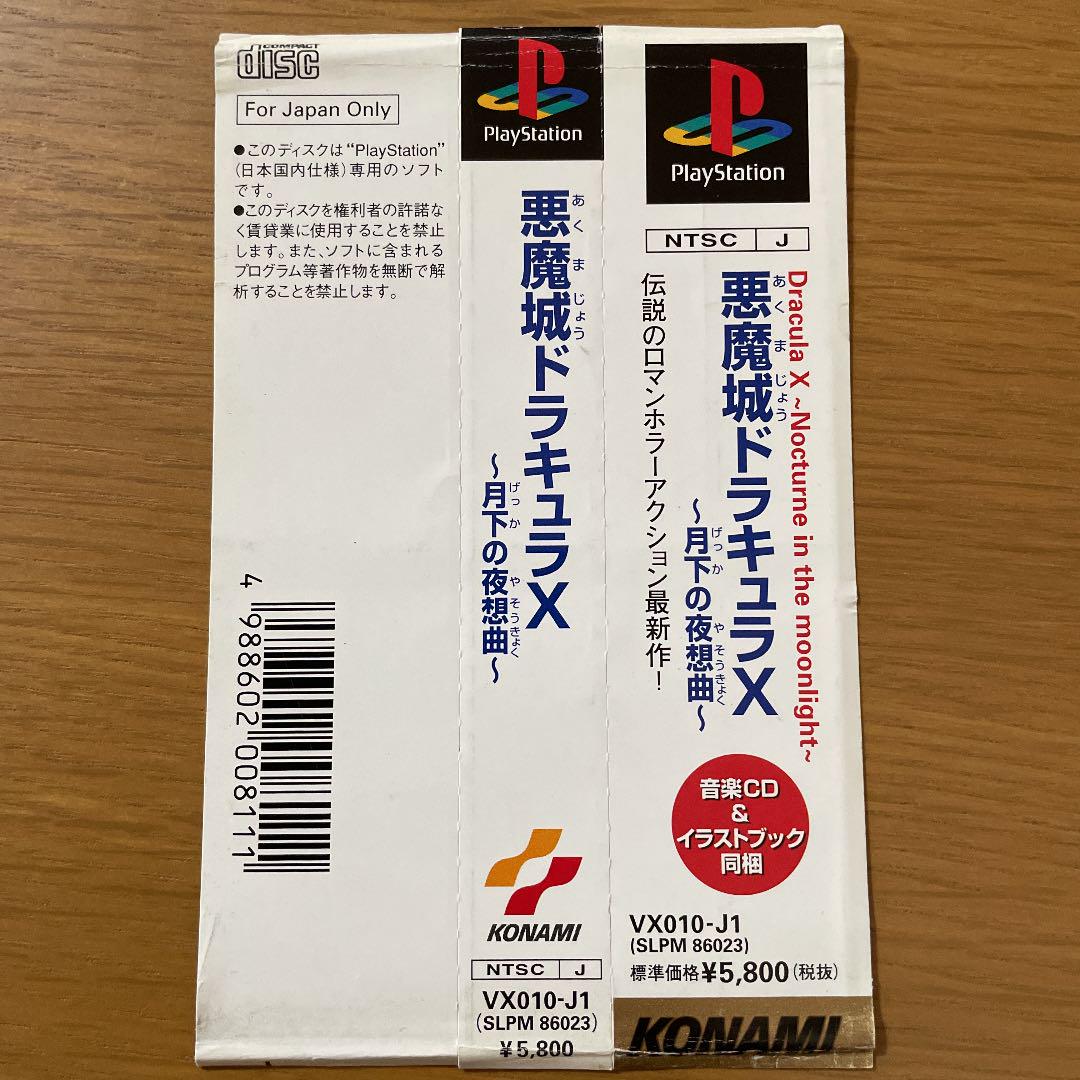 COMPACT
disc
For Japan Only
●このディスクは“PlayStation”
(日本国内仕様)専用のソフト
です。
●このディスクを権利者の許諾な
く賃貸業に使用することを禁止
します。また、ソフトに含まれる
プログラム等著作物を無断で解
析することを禁止します。
4 988602 008111
PlayStation
悪魔城ドラキュラX
あくまじょう
～月下の夜想曲～
げっか やそうきょく
KONAMI
NTSC J
VX010-J1
(SLPM 86023)
¥5,800
PlayStation
NTSC J
Dracula X ~Nocturne in the moonlight~
悪魔城ドラキュラX
あくまじょう
～月下の夜想曲～
げっか やそうきょく
伝説のロマンホラーアクション最新作!
音楽CD
&
イラストブック
同梱
VX010-J1
(SLPM 86023)
標準価格¥5,800(税抜)
KONAMI